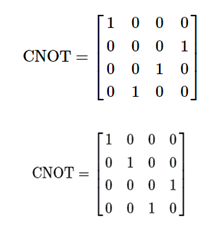 1 0 0 0
CNOT = 0 0 0 1
0 0 1 0
0 1 0 0
1 0 0 0
CNOT = 0 1 0 0
0 0 0 1
0 0 1 0